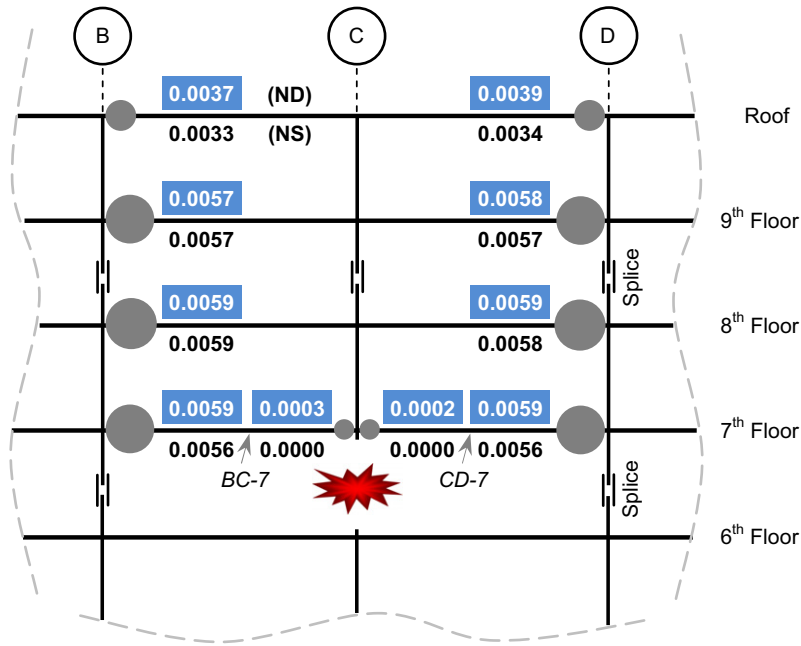 B C D
0.0037 (ND) 0.0039
Roof
0.0033 (NS) 0.0034
0.0057 0.0058
9th Floor
0.0057 0.0057
Splice
0.0059 0.0059
8th Floor
0.0059 0.0058
0.0059 0.0003 0.0002 0.0059
7th Floor
0.0056 0.0000 0.0000 0.0056
BC-7 CD-7
Splice
6th Floor